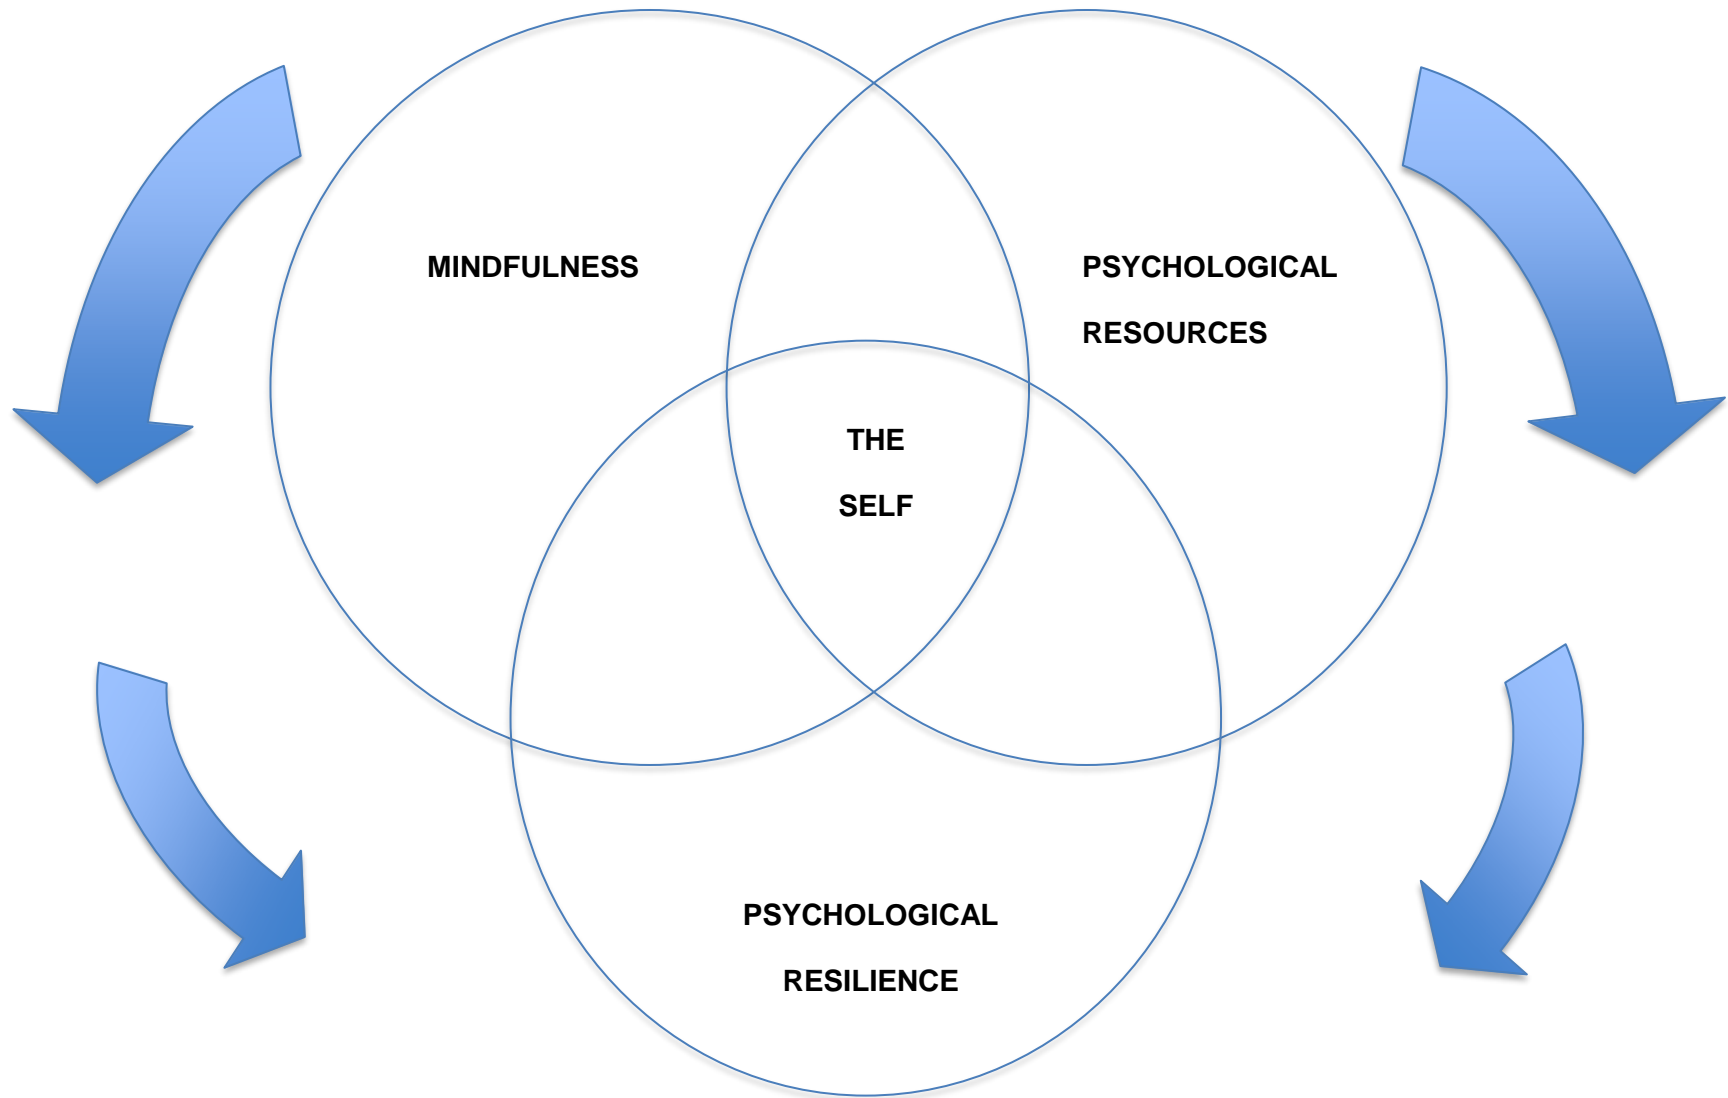 MINDFULNESS
PSYCHOLOGICAL
RESOURCES
THE
SELF
PSYCHOLOGICAL
RESILIENCE